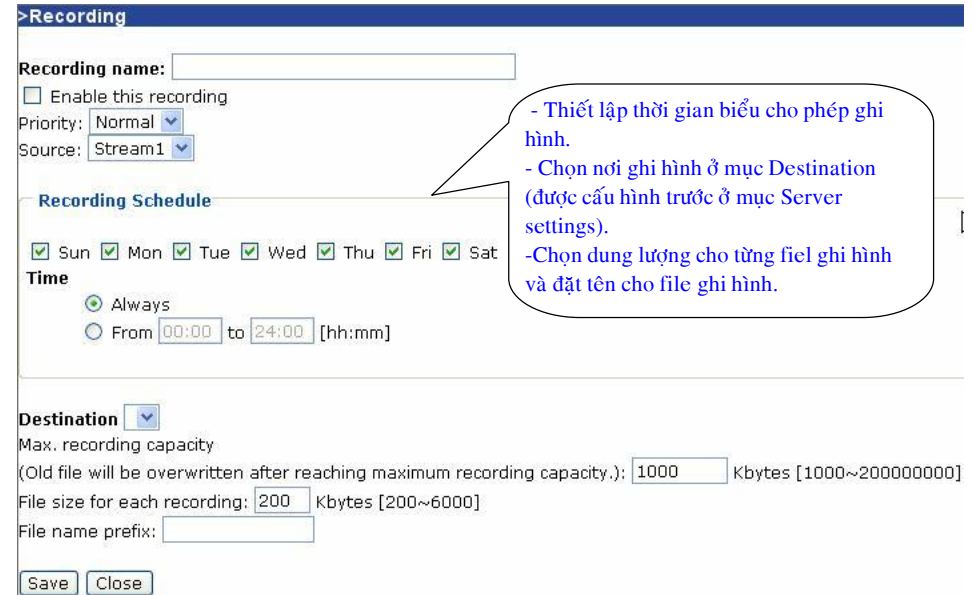 >Recording
Recording name:
Enable this recording
Priority: Normal
Source: Stream1
- Thiết lập thời gian biểu cho phép ghi
hình.
- Chọn nơi ghi hình ở mục Destination
(được cấu hình trước ở mục Server
settings).
-Chọn dung lượng cho từng fiel ghi hình
và đặt tên cho file ghi hình.
Recording Schedule
Sun Mon Tue Wed Thu Fri Sat
Time
Always
From 00:00 to 24:00 [hh:mm]
Destination
Max. recording capacity
(Old file will be overwritten after reaching maximum recording capacity.): 1000 Kbytes [1000~200000000]
File size for each recording: 200 Kbytes [200~6000]
File name prefix:
Save Close